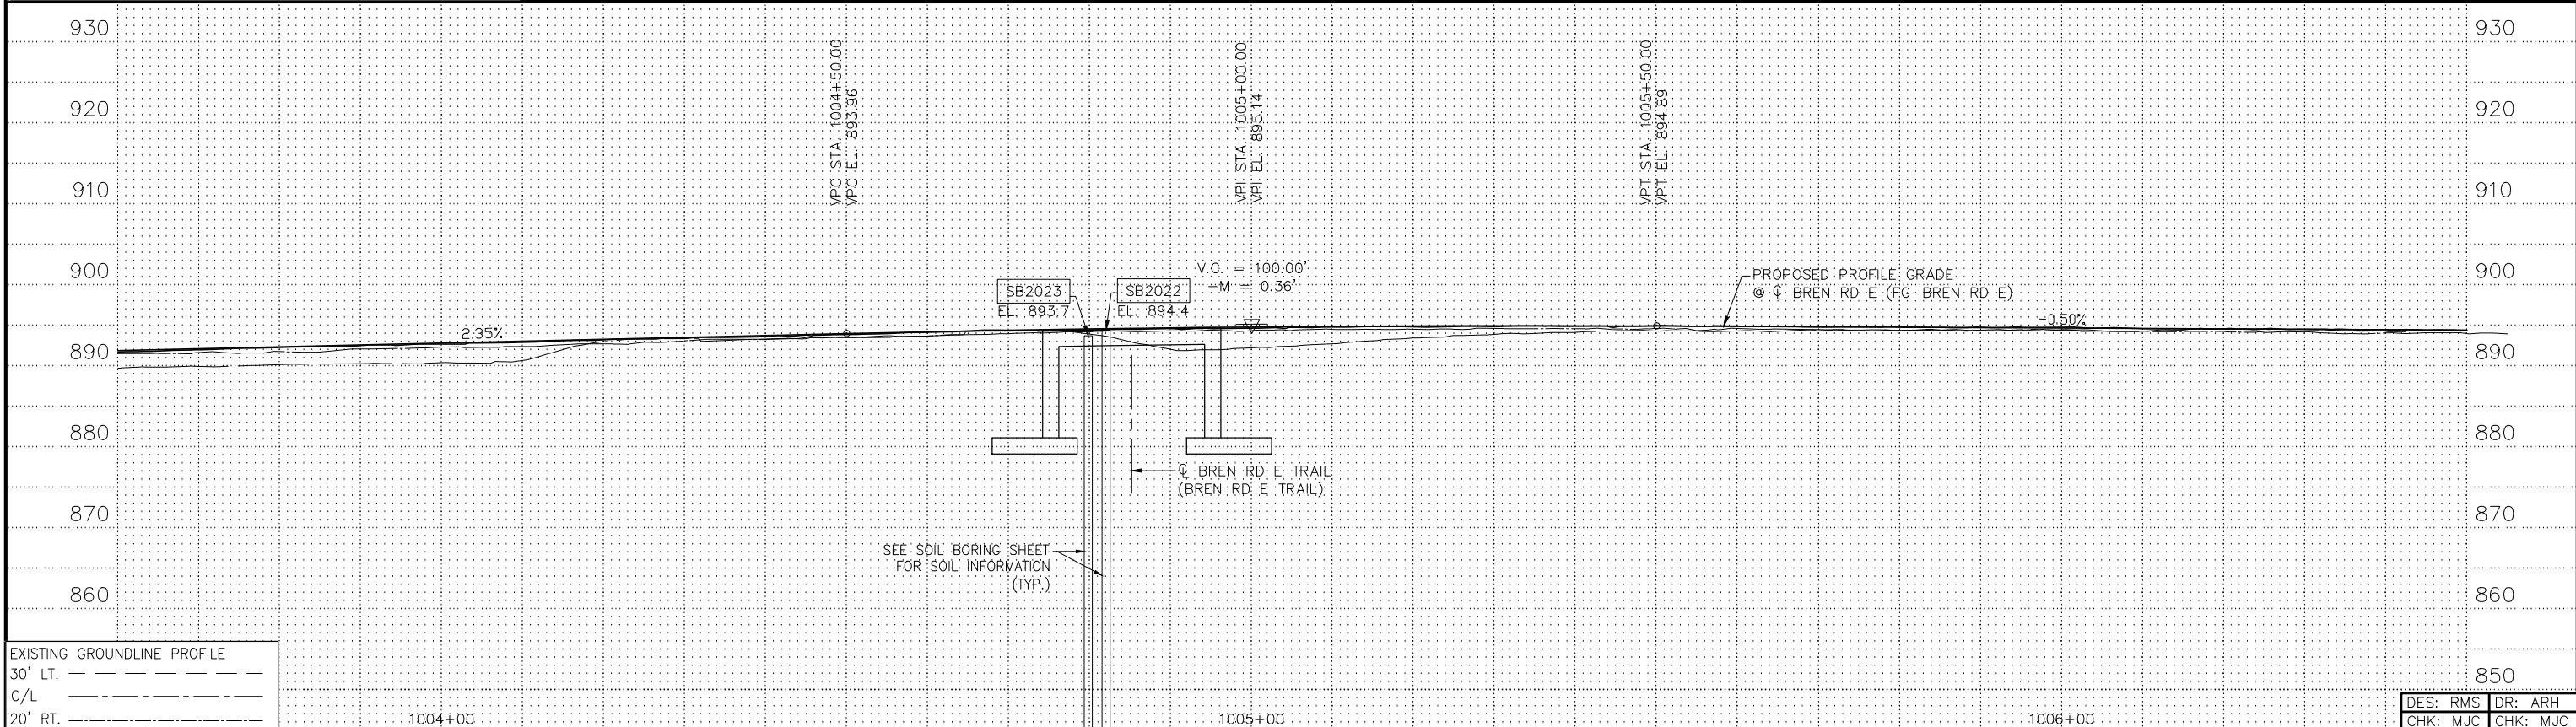 930
920
910
900
890
880
870
860
930
920
910
900
890
880
870
860
850
VPC STA. 1004+50.00
VPC EL. 893.96
VPI STA. 1005+00.00
VPI EL. 895.14
VPT STA. 1005+50.00
VPT EL. 894.89
V.C. = 100.00'
-M = 0.36'
SB2023
EL. 893.7
SB2022
EL. 894.4
PROPOSED PROFILE GRADE
@ ℄ BREN RD E (FG-BREN RD E)
2.35%
-0.50%
℄ BREN RD E TRAIL
(BREN RD E TRAIL)
SEE SOIL BORING SHEET
FOR SOIL INFORMATION
(TYP.)
EXISTING GROUNDLINE PROFILE
30' LT.
C/L
20' RT.
1004+00
1005+00
1006+00
DES: RMS DR: ARH
CHK: MJC CHK: MJC